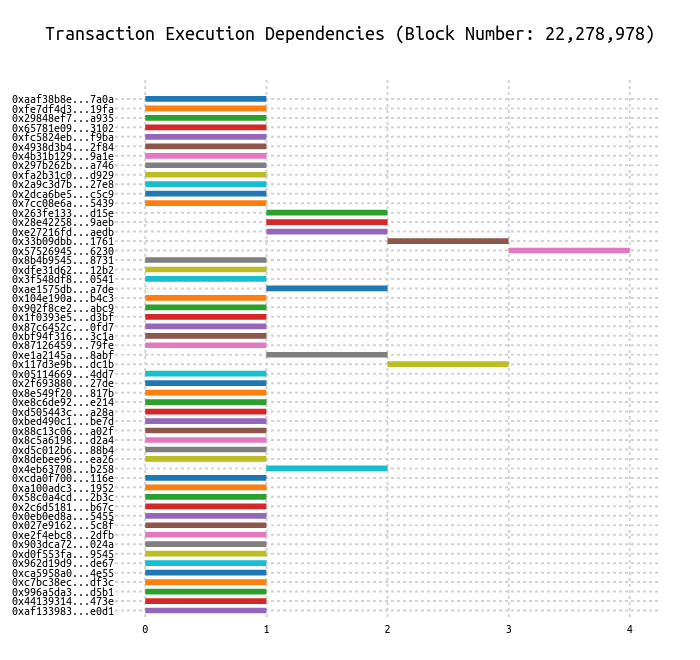 Transaction Execution Dependencies (Block Number: 22,278,978)
0xaaf38b8e...7a0a
0xfe7df4d3...19fa
0x29848ef7...a935
0x65781e09...3102
0xfc5824eb...f9ba
0x4938d3b4...2f84
0x4b31b129...9a1e
0x297b262b...a746
0xfa2b31c0...d929
0x2a9c3d7b...27e8
0x2dca6be5...c5c9
0x7cc08e6a...5439
0x263fe133...d15e
0x28e42258...9aeb
0xe27216fd...aedb
0x33b09dbb...1761
0x57526945...6230
0x8b4b9545...8731
0xdfe31d62...12b2
0x3f548df8...0541
0xae1575db...a7de
0x104e190a...b4c3
0x902f8ce2...abc9
0x1f0393e5...d3bf
0x87c6452c...0fd7
0xbf94f316...3c1a
0x87126459...79fe
0xe1a2145a...8abf
0x117d3e9b...dc1b
0x05114669...4dd7
0x2f693880...27de
0x8e549f20...817b
0xe8c6de92...e214
0xd505443c...a28a
0xbed490c1...be7d
0x88c13c06...a02f
0x8c5a6198...d2a4
0xd5c012b6...88b4
0x8debee96...ea26
0x4eb63708...b258
0xcda0f700...116e
0xa100adc3...1952
0x58c0a4cd...2b3c
0x2c6d5181...b67c
0x0eb0ed8a...5455
0x027e9162...5c8f
0xe2f4ebc8...2dfb
0x903dca72...024a
0xd0f553fa...9545
0x962d19d9...de67
0xca5958a0...4e55
0xc7bc38ec...df3c
0x996a5da3...d5b1
0x44139314...473e
0xaf133983...e0d1
0 1 2 3 4